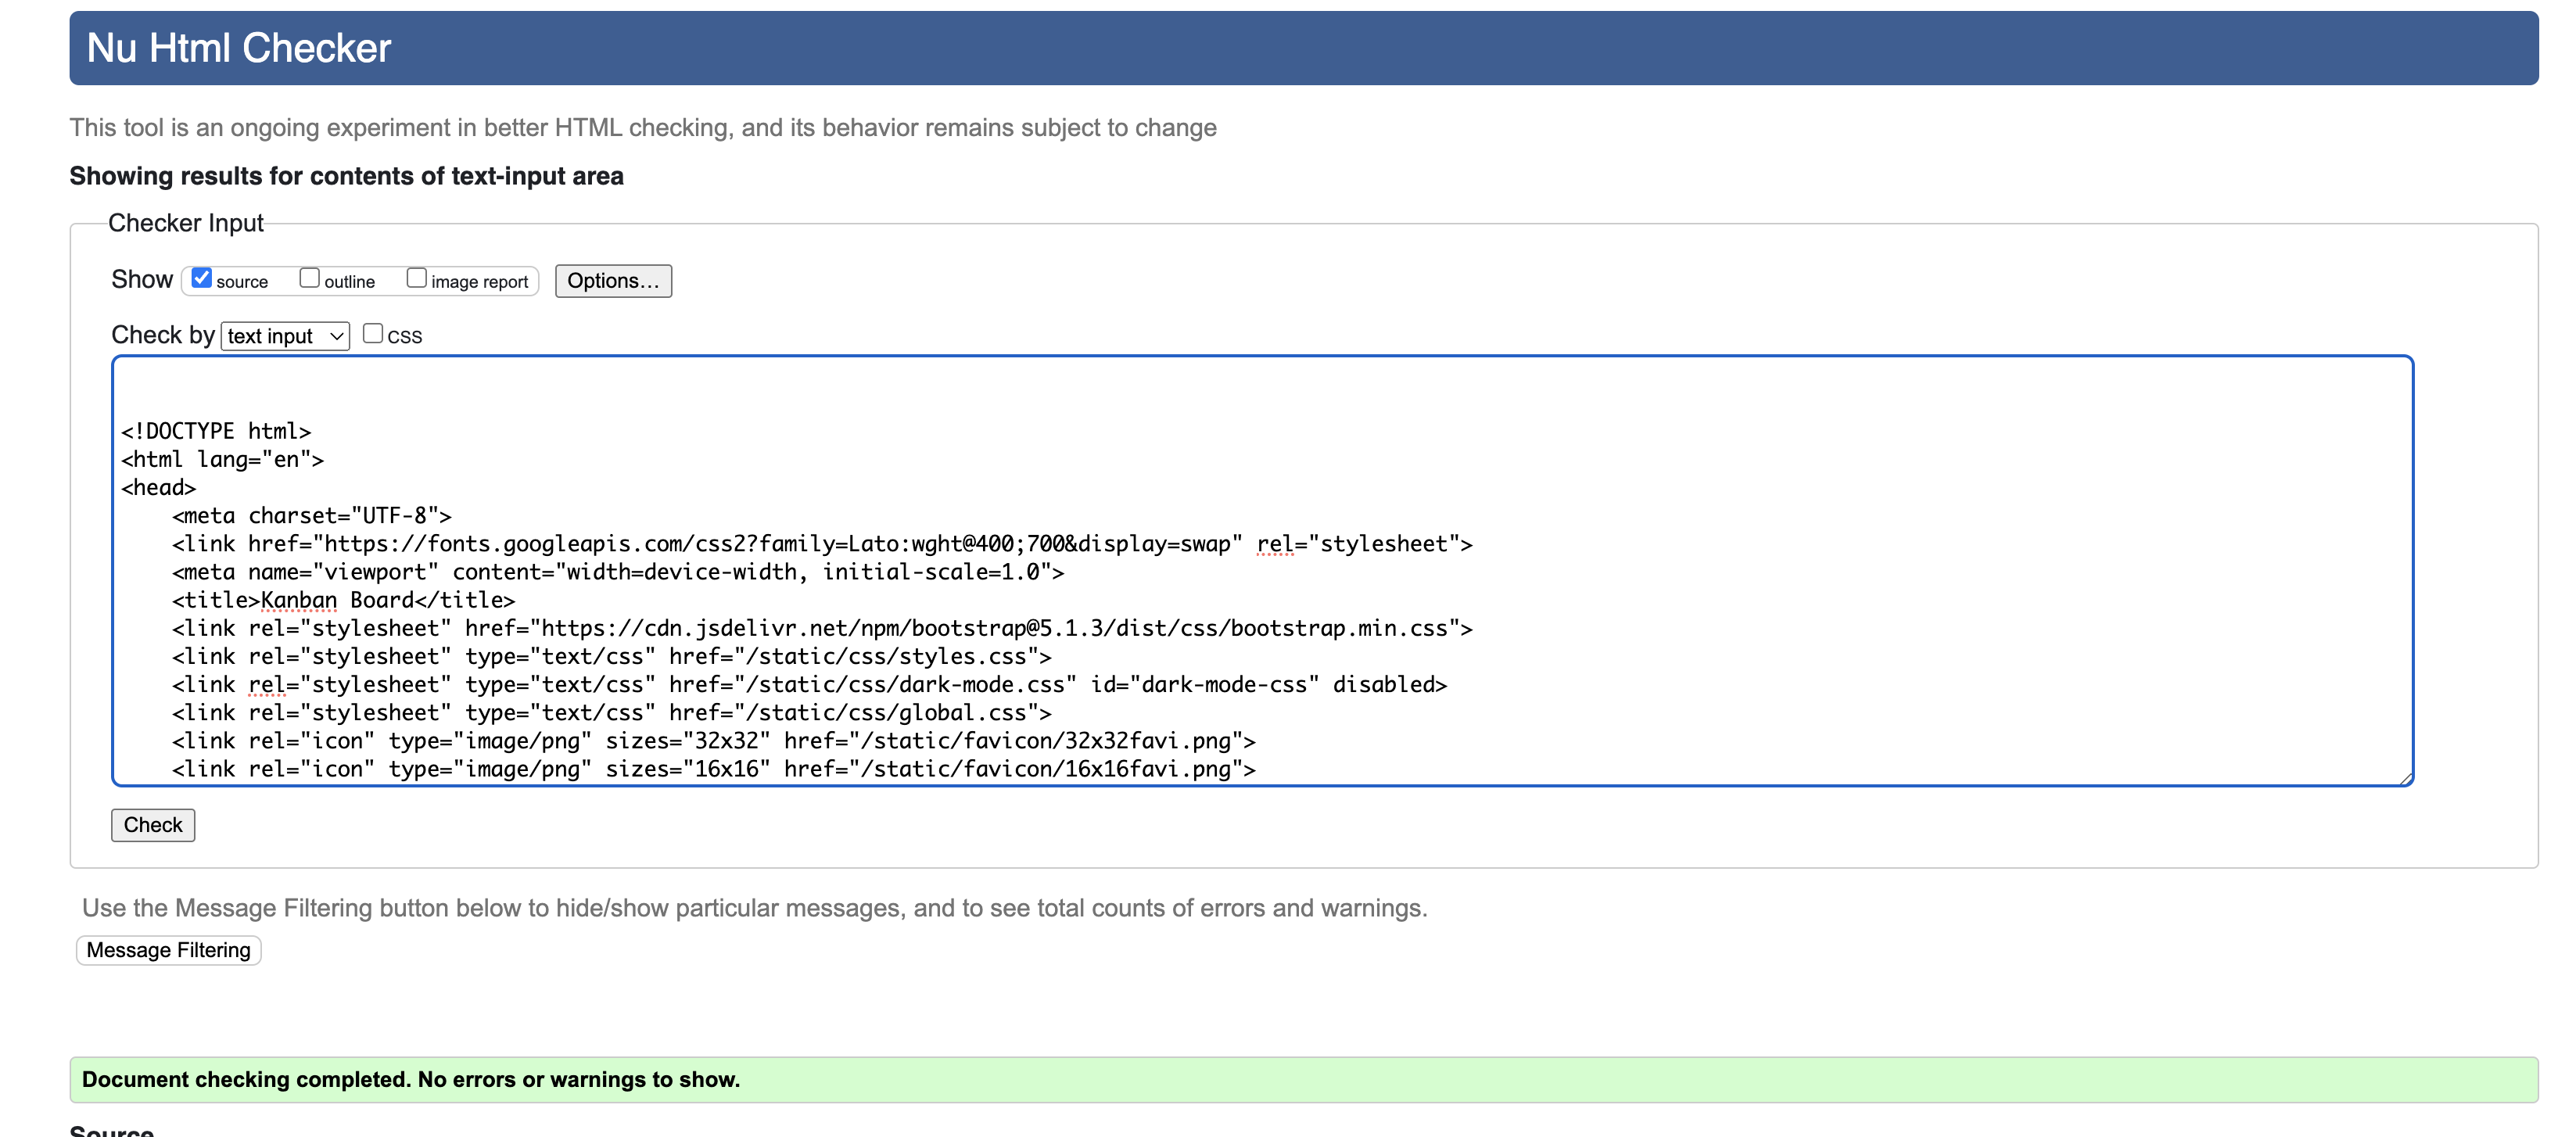 Nu Html Checker
This tool is an ongoing experiment in better HTML checking, and its behavior remains subject to change
Showing results for contents of text-input area
Checker Input
Show source outline image report Options...
Check by text input CSS
<!DOCTYPE html>
<html lang="en">
<head>
    <meta charset="UTF-8">
    <link href="https://fonts.googleapis.com/css2?family=Lato:wght@400;700&display=swap" rel="stylesheet">
    <meta name="viewport" content="width=device-width, initial-scale=1.0">
    <title>Kanban Board</title>
    <link rel="stylesheet" href="https://cdn.jsdelivr.net/npm/bootstrap@5.1.3/dist/css/bootstrap.min.css">
    <link rel="stylesheet" type="text/css" href="/static/css/styles.css">
    <link rel="stylesheet" type="text/css" href="/static/css/dark-mode.css" id="dark-mode-css" disabled>
    <link rel="stylesheet" type="text/css" href="/static/css/global.css">
    <link rel="icon" type="image/png" sizes="32x32" href="/static/favicon/32x32favi.png">
    <link rel="icon" type="image/png" sizes="16x16" href="/static/favicon/16x16favi.png">
Check
Use the Message Filtering button below to hide/show particular messages, and to see total counts of errors and warnings.
Message Filtering
Document checking completed. No errors or warnings to show.
Source